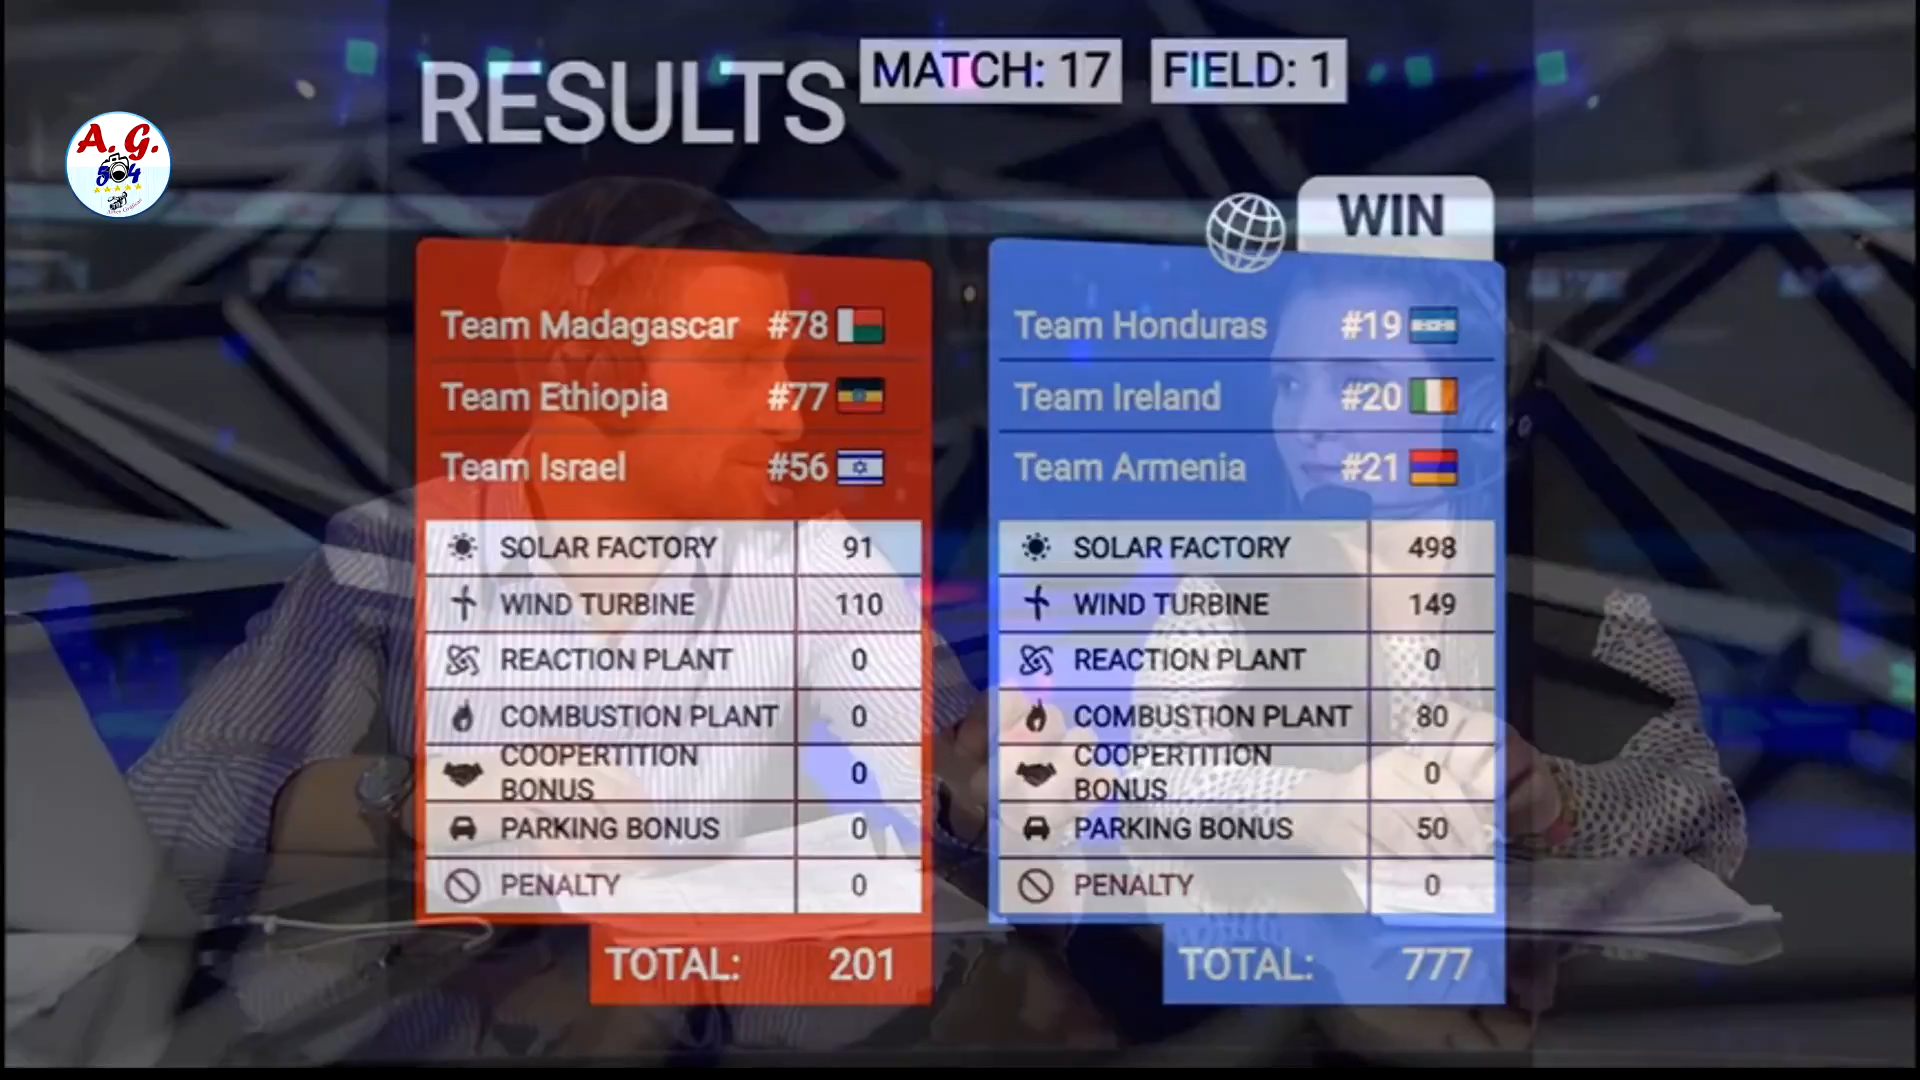 RESULTS
MATCH: 17
FIELD: 1
A. G.
504
WIN
Team Madagascar #78
Team Ethiopia #77
Team Israel #56
SOLAR FACTORY 91
WIND TURBINE 110
REACTION PLANT 0
COMBUSTION PLANT 0
COOPERTITION
BONUS 0
PARKING BONUS 0
PENALTY 0
TOTAL: 201
Team Honduras #19
Team Ireland #20
Team Armenia #21
SOLAR FACTORY 498
WIND TURBINE 149
REACTION PLANT 0
COMBUSTION PLANT 80
COOPERTITION
BONUS 0
PARKING BONUS 50
PENALTY 0
TOTAL: 777